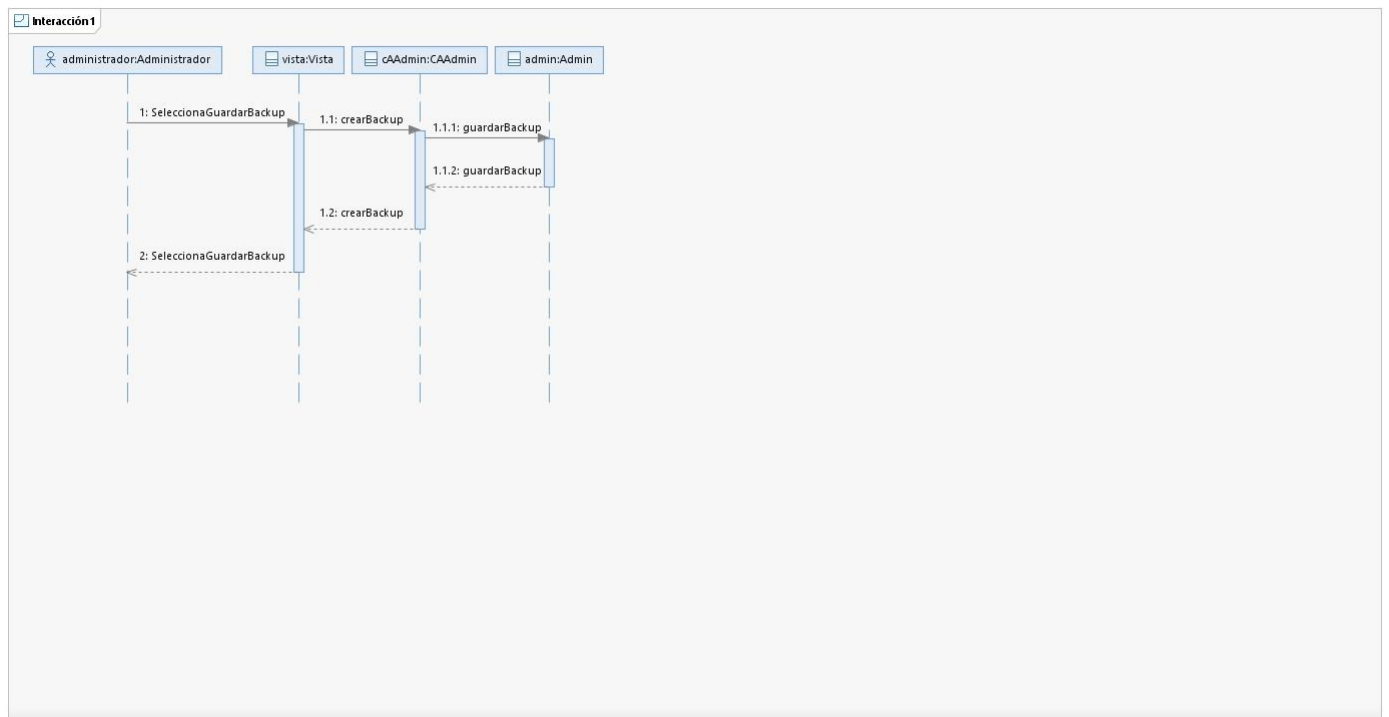 Interacción1
administrador:Administrador
vista:Vista
cAAdmin:CAAdmin
admin:Admin
1: SeleccionaGuardarBackup
1.1: crearBackup
1.1.1: guardarBackup
1.1.2: guardarBackup
1.2: crearBackup
2: SeleccionaGuardarBackup